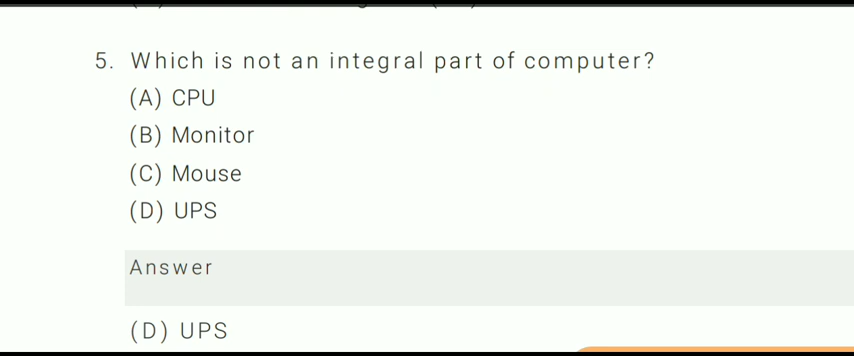 5. Which is not an integral part of computer?
(A) CPU
(B) Monitor
(C) Mouse
(D) UPS
Answer
(D) UPS